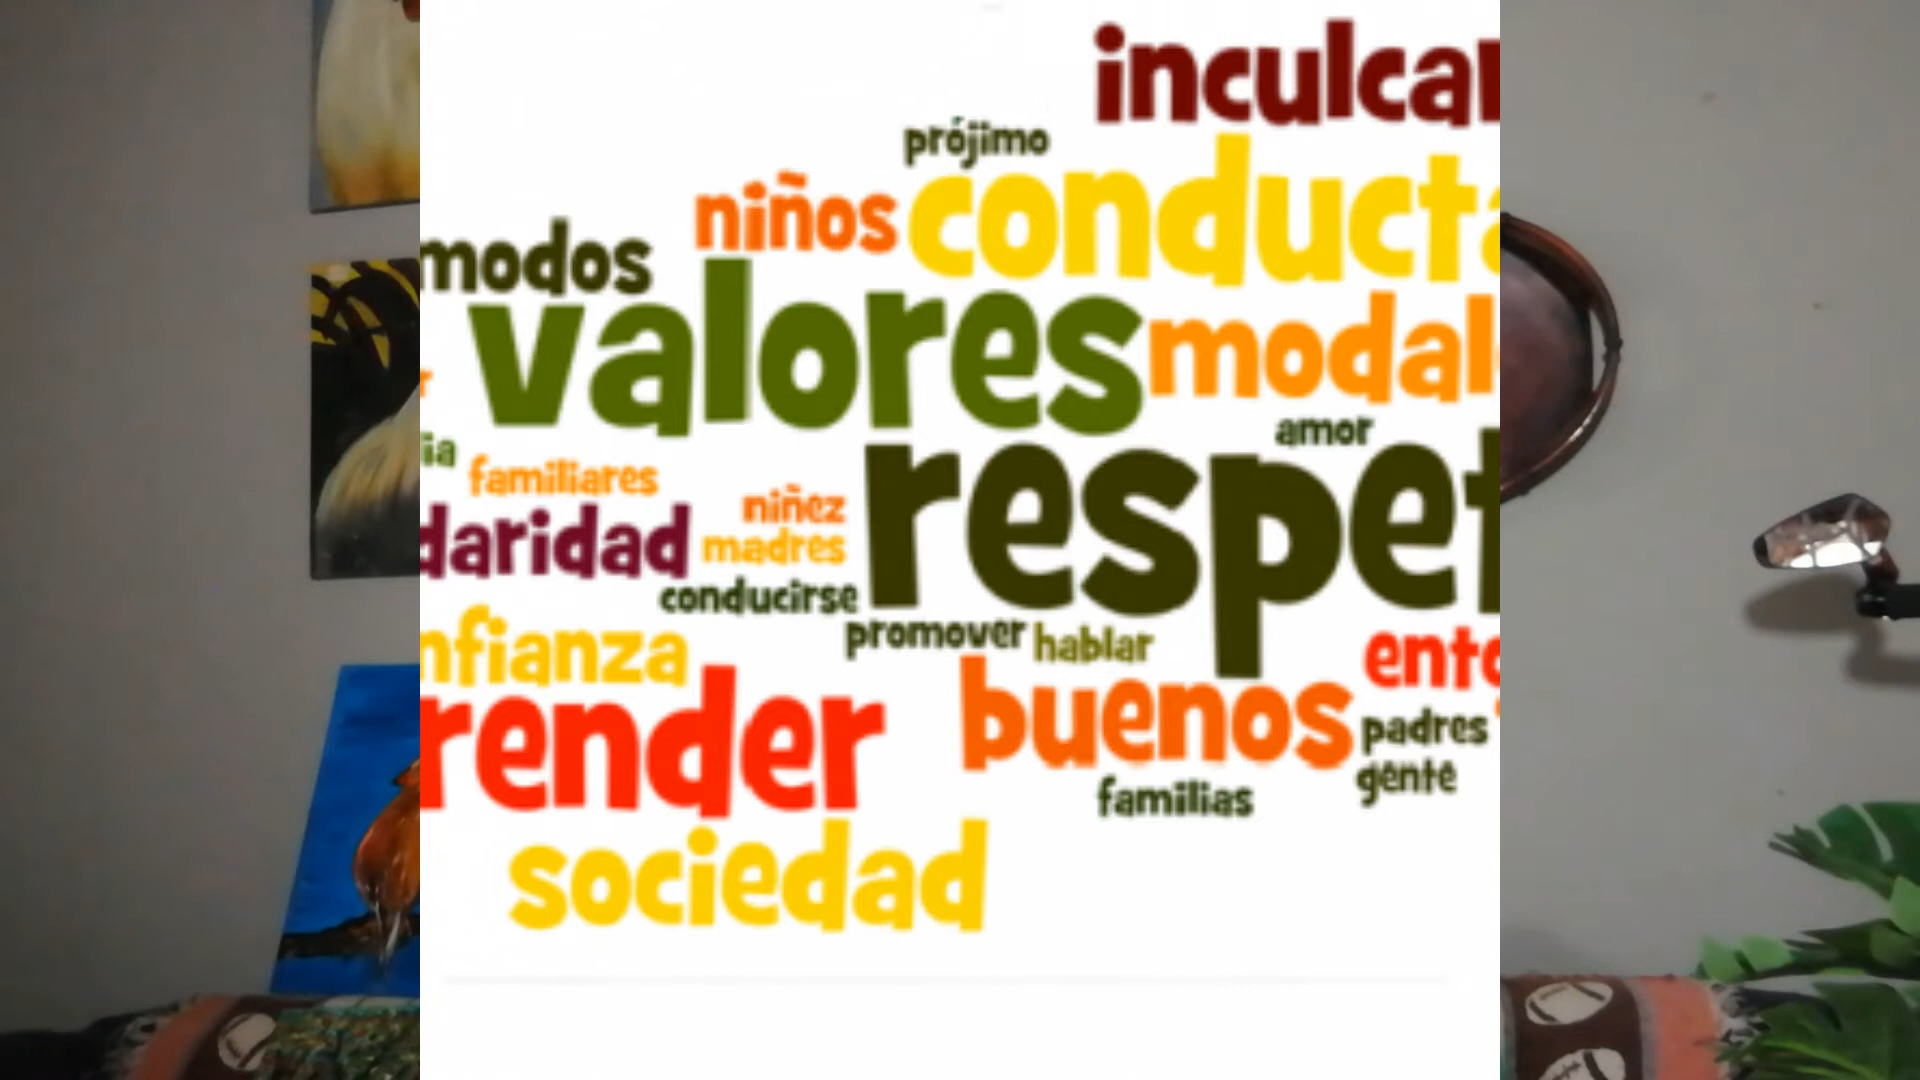 inculcar
prójimo
niños conducta
modos
valores modal
amor
ia
familiares
respet
niñez
daridad madres
conducirse
promover hablar
nfianza ento
render buenos
padres
gente
familias
sociedad